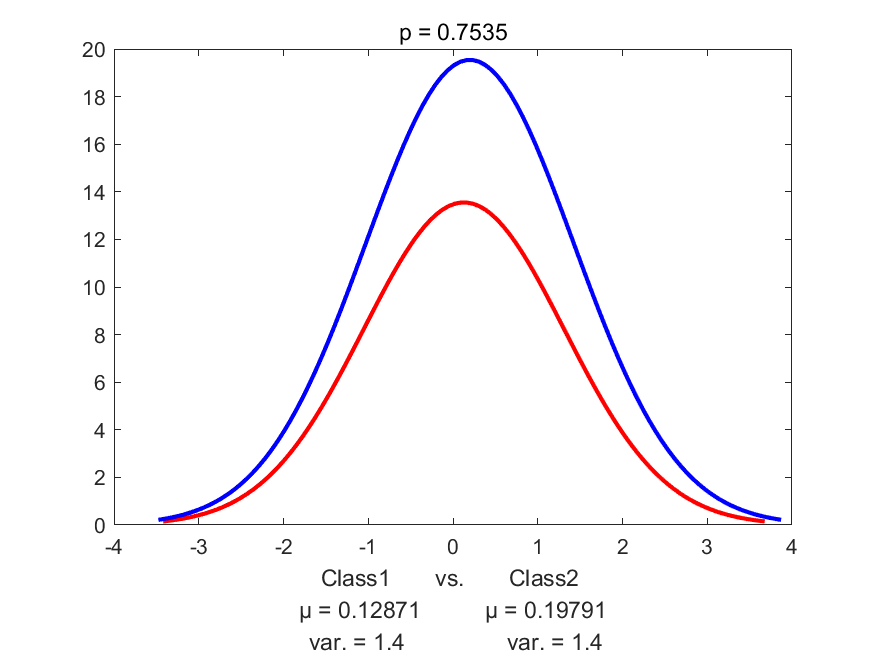 p = 0.7535
20
18
16
14
12
10
8
6
4
2
0
-4 -3 -2 -1 0 1 2 3 4
Class1 vs. Class2
μ = 0.12871 μ = 0.19791
var. = 1.4 var. = 1.4